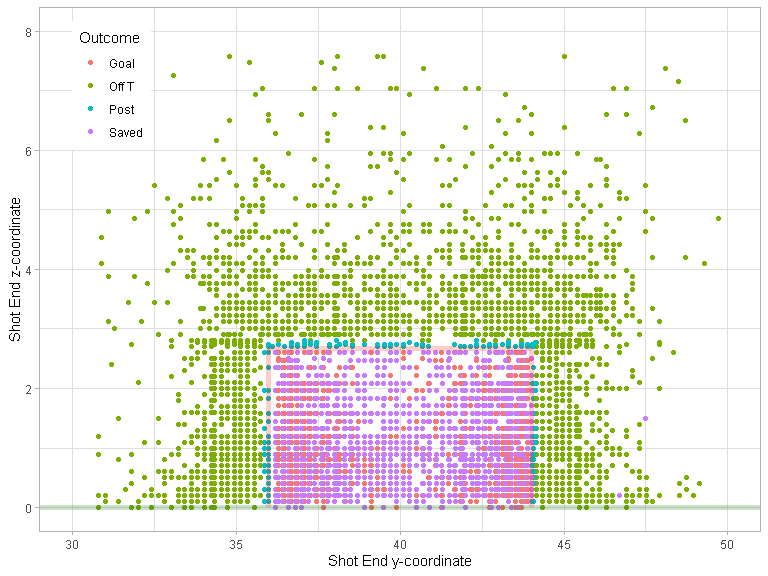 Outcome
Goal
Off T
Post
Saved
Shot End z-coordinate
8
6
4
2
0
30
35
40
45
50
Shot End y-coordinate